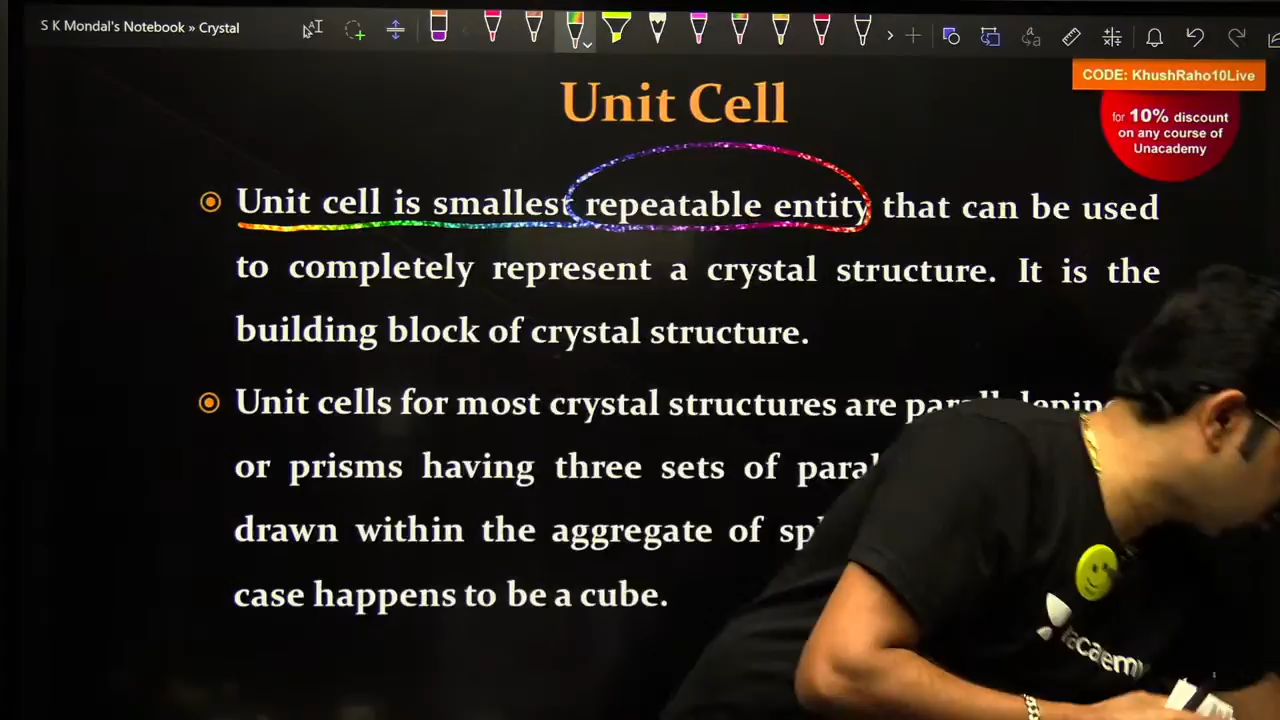 S K Mondal's Notebook » Crystal
CODE: KhushRaho10Live
for 10% discount
on any course of
Unacademy
Unit Cell
Unit cell is smallest repeatable entity that can be used
to completely represent a crystal structure. It is the
building block of crystal structure.
Unit cells for most crystal structures are
or prisms having three sets of
drawn within the aggregate of
case happens to be a cube.